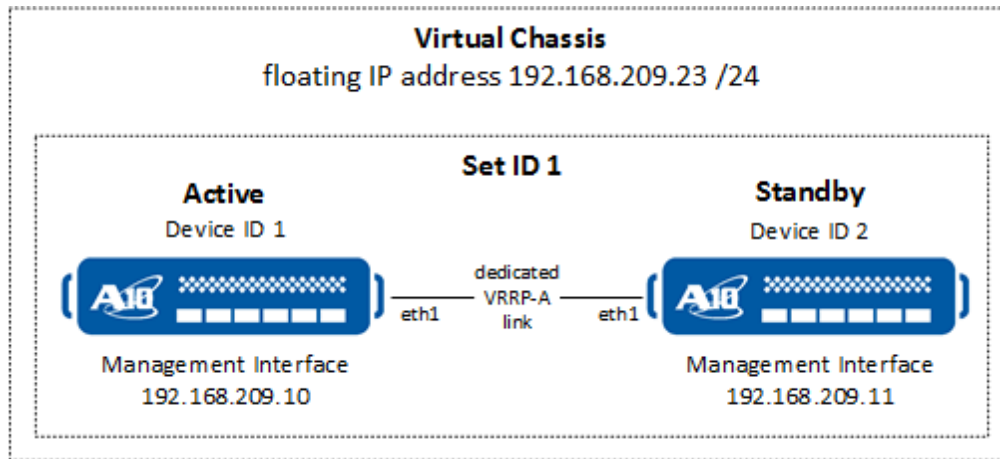 Virtual Chassis
floating IP address 192.168.209.23 /24
Set ID 1
Active
Device ID 1
Standby
Device ID 2
A10
eth1
dedicated
VRRP-A
link
eth1
A10
Management Interface
192.168.209.10
Management Interface
192.168.209.11